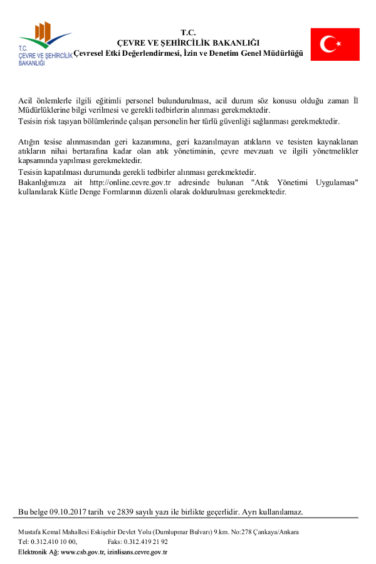 T.C.
ÇEVRE VE ŞEHİRCİLİK BAKANLIĞI
Çevresel Etki Değerlendirmesi, İzin ve Denetim Genel Müdürlüğü
T.C.
ÇEVRE VE ŞEHİRCİLİK
BAKANLIĞI
Acil önlemlerle ilgili eğitimli personel bulundurulması, acil durum söz konusu olduğu zaman İl
Müdürlüklerine bilgi verilmesi ve gerekli tedbirlerin alınması gerekmektedir.
Tesisin risk taşıyan bölümlerinde çalışan personelin her türlü güvenliği sağlanması gerekmektedir.
Atığın tesise alınmasından geri kazanımına, geri kazanılmayan atıkların ve tesisten kaynaklanan
atıkların nihai bertarafına kadar olan atık yönetiminin, çevre mevzuatı ve ilgili yönetmelikler
kapsamında yapılması gerekmektedir.
Tesisin kapatılması durumunda gerekli tedbirler alınması gerekmektedir.
Bakanlığımıza ait http://online.cevre.gov.tr adresinde bulunan "Atık Yönetimi Uygulaması"
kullanılarak Kütle Denge Formlarının düzenli olarak doldurulması gerekmektedir.
Bu belge 09.10.2017 tarih ve 2839 sayılı yazı ile birlikte geçerlidir. Ayrı kullanılamaz.
Mustafa Kemal Mahallesi Eskişehir Devlet Yolu (Dumlupınar Bulvarı) 9.km. No:278 Çankaya/Ankara
Tel: 0.312.410 10 00, Faks: 0.312.419 21 92
Elektronik Ağ: www.csb.gov.tr, izinlisans.cevre.gov.tr